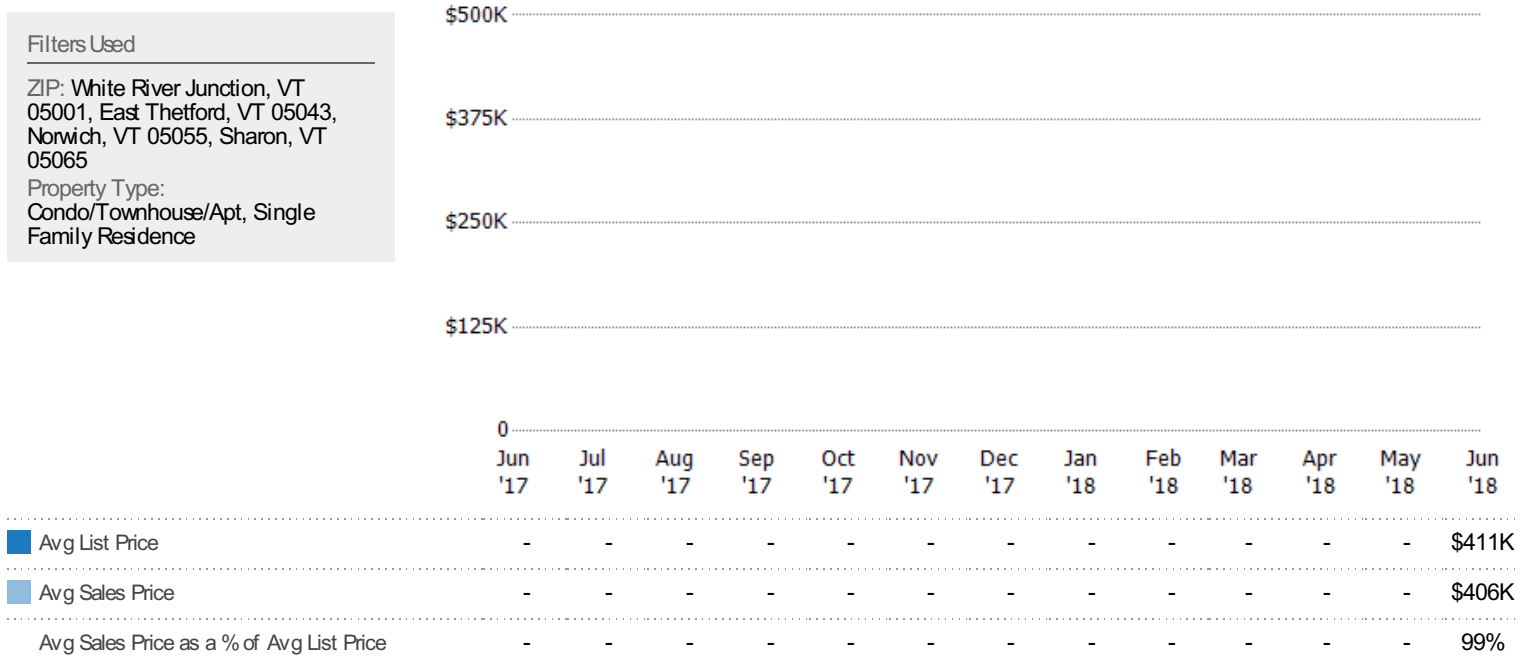 Filters Used
ZIP: White River Junction, VT
05001, East Thetford, VT 05043,
Norwich, VT 05055, Sharon, VT
05065
Property Type:
Condo/Townhouse/Apt, Single
Family Residence
$500K
$375K
$250K
$125K
0
Jun Jul Aug Sep Oct Nov Dec Jan Feb Mar Apr May Jun
'17 '17 '17 '17 '17 '17 '17 '18 '18 '18 '18 '18 '18
Avg List Price - - - - - - - - - - - - $411K
Avg Sales Price - - - - - - - - - - - - $406K
Avg Sales Price as a % of Avg List Price - - - - - - - - - - - - 99%